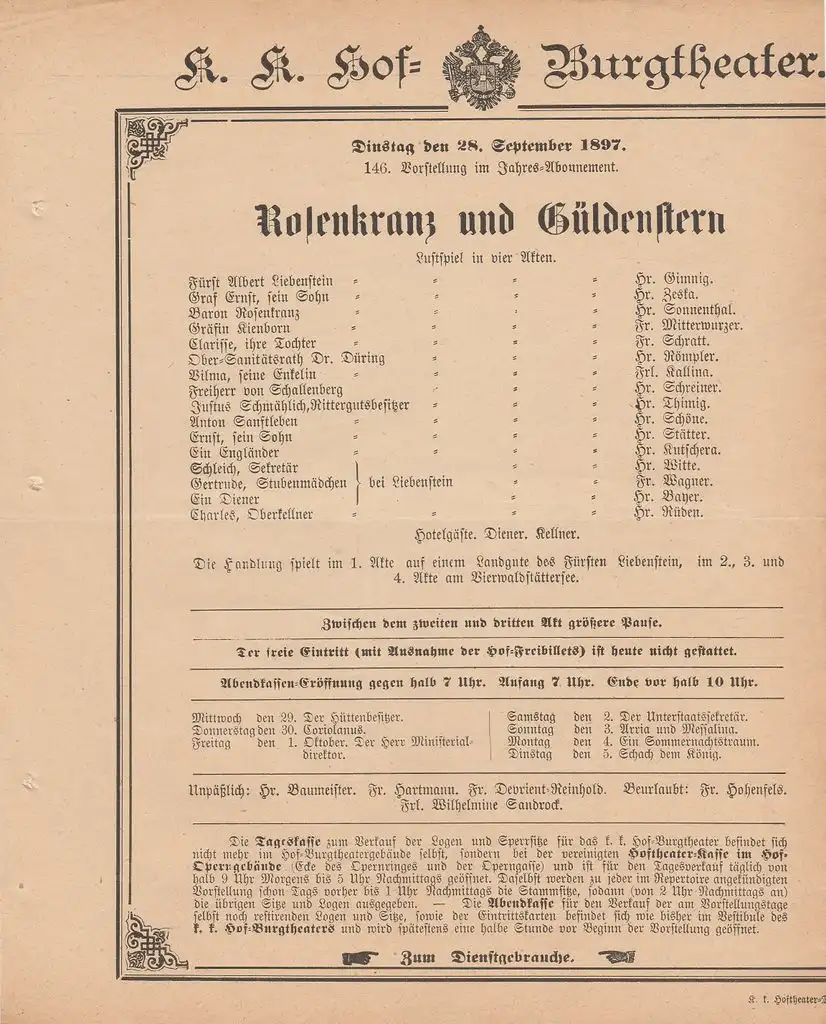 K. K. Hof= Burgtheater.
Dinstag den 28. September 1897.
146. Vorstellung im Jahres=Abonnement.
Rosenkranz und Güldenstern
Lustspiel in vier Akten.
Fürst Albert Liebenstein = = = = Hr. Gimnig.
Graf Ernst, sein Sohn = = = = Hr. Zeska.
Baron Rosenkranz = = = = Hr. Sonnenthal.
Gräfin Kienborn = = = = Fr. Mitterwurzer.
Clarisse, ihre Tochter = = = = Fr. Schratt.
Ober=Sanitätsrath Dr. Düring = = = Hr. Römpler.
Vilma, seine Enkelin = = = = Frl. Kallina.
Freiherr von Schallenberg = = = Hr. Schreiner.
Justus Schmählich,Rittergutsbesitzer = = = Hr. Thimig.
Anton Sanftleben = = = = Hr. Schöne.
Ernst, sein Sohn = = = = Hr. Stätter.
Ein Engländer = = = = Hr. Kutschera.
Schleich, Sekretär = = Hr. Witte.
Gertrude, Stubenmädchen } bei Liebenstein = = Fr. Wagner.
Ein Diener = = Hr. Bayer.
Charles, Oberkellner = = = = Hr. Rüden.
Hotelgäste. Diener. Kellner.
Die Handlung spielt im 1. Akte auf einem Landgute des Fürsten Liebenstein, im 2., 3. und
4. Akte am Vierwaldstättersee.
Zwischen dem zweiten und dritten Akt größere Pause.
Der freie Eintritt (mit Ausnahme der Hof=Freibillets) ist heute nicht gestattet.
Abendkassen=Eröffnung gegen halb 7 Uhr. Anfang 7 Uhr. Ende vor halb 10 Uhr.
Mittwoch den 29. Der Hüttenbesitzer.
Donnerstag den 30. Coriolanus.
Freitag den 1. Oktober. Der Herr Ministerial=
direktor.
Samstag den 2. Der Unterstaatssekretär.
Sonntag den 3. Arria und Messalina.
Montag den 4. Ein Sommernachtstraum.
Dinstag den 5. Schach dem König.
Unpäßlich: Hr. Baumeister. Fr. Hartmann. Fr. Devrient=Reinhold. Beurlaubt: Fr. Hohenfels.
Frl. Wilhelmine Sandrock.
Die Tageskasse zum Verkauf der Logen und Sperrsitze für das k. k. Hof=Burgtheater befindet sich
nicht mehr im Hof=Burgtheatergebäude selbst, sondern bei der vereinigten Hoftheater=Kasse im Hof=
Operngebäude (Ecke des Opernringes und der Operngasse) und ist für den Tagesverkauf täglich von
halb 9 Uhr Morgens bis 5 Uhr Nachmittags geöffnet. Daselbst werden zu jeder im Repertoire angekündigten
Vorstellung schon Tags vorher bis 1 Uhr Nachmittags die Stammsitze, sodann (von 2 Uhr Nachmittags an)
die übrigen Sitze und Logen ausgegeben. — Die Abendkasse für den Verkauf der am Vorstellungstage
selbst noch restirenden Logen und Sitze, sowie der Eintrittskarten befindet sich wie bisher im Vestibule des
k. k. Hof=Burgtheaters und wird spätestens eine halbe Stunde vor Beginn der Vorstellung geöffnet.
Zum Dienstgebrauche.
K. k. Hoftheater=